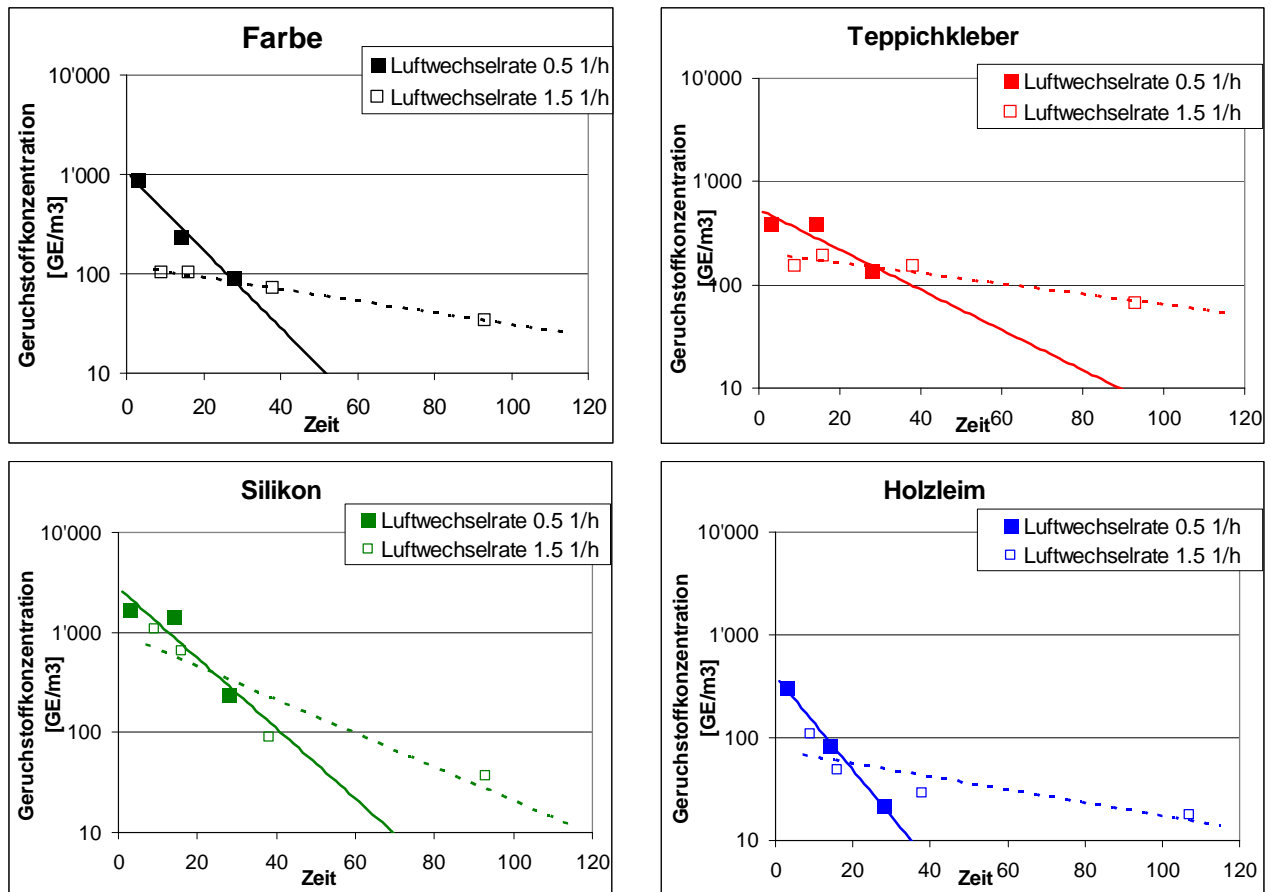 Farbe
Luftwechselrate 0.5 1/h
Luftwechselrate 1.5 1/h
Geruchstoffkonzentration
[GE/m3]
10'000
1'000
100
10
0 20 40 60 80 100 120
Zeit
Teppichkleber
Luftwechselrate 0.5 1/h
Luftwechselrate 1.5 1/h
Geruchstoffkonzentration
[GE/m3]
10'000
1'000
100
10
0 20 40 60 80 100 120
Zeit
Silikon
Luftwechselrate 0.5 1/h
Luftwechselrate 1.5 1/h
Geruchstoffkonzentration
[GE/m3]
10'000
1'000
100
10
0 20 40 60 80 100 120
Zeit
Holzleim
Luftwechselrate 0.5 1/h
Luftwechselrate 1.5 1/h
Geruchstoffkonzentration
[GE/m3]
10'000
1'000
100
10
0 20 40 60 80 100 120
Zeit